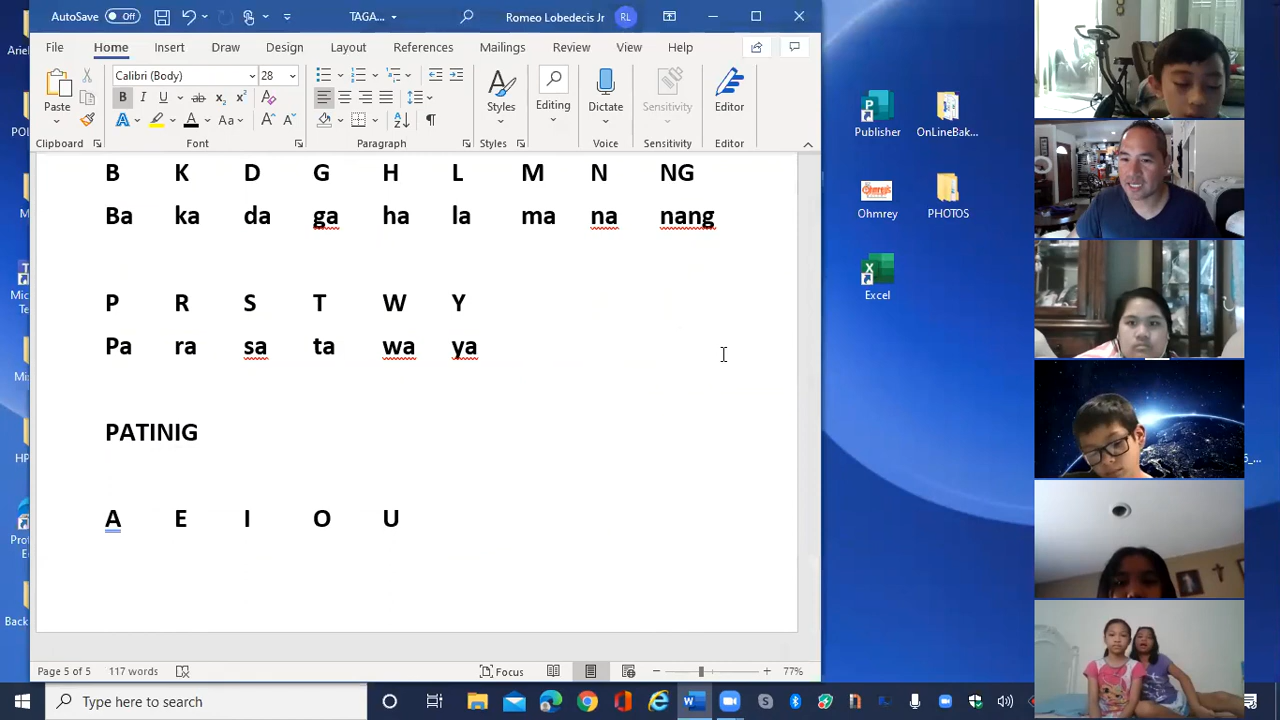 AutoSave Off TAGA... Romeo Lobedecis Jr RL
File Home Insert Draw Design Layout References Mailings Review View Help
Calibri (Body) 28
Paste Styles Editing Dictate Sensitivity Editor
Clipboard Font Paragraph Styles Voice Sensitivity Editor
B K D G H L M N NG
Ba ka da ga ha la ma na nang
P R S T W Y
Pa ra sa ta wa ya
PATINIG
A E I O U
Page 5 of 5 117 words Focus 77%
Type here to search
Publisher OnLineBak...
Ohmrey PHOTOS
Excel